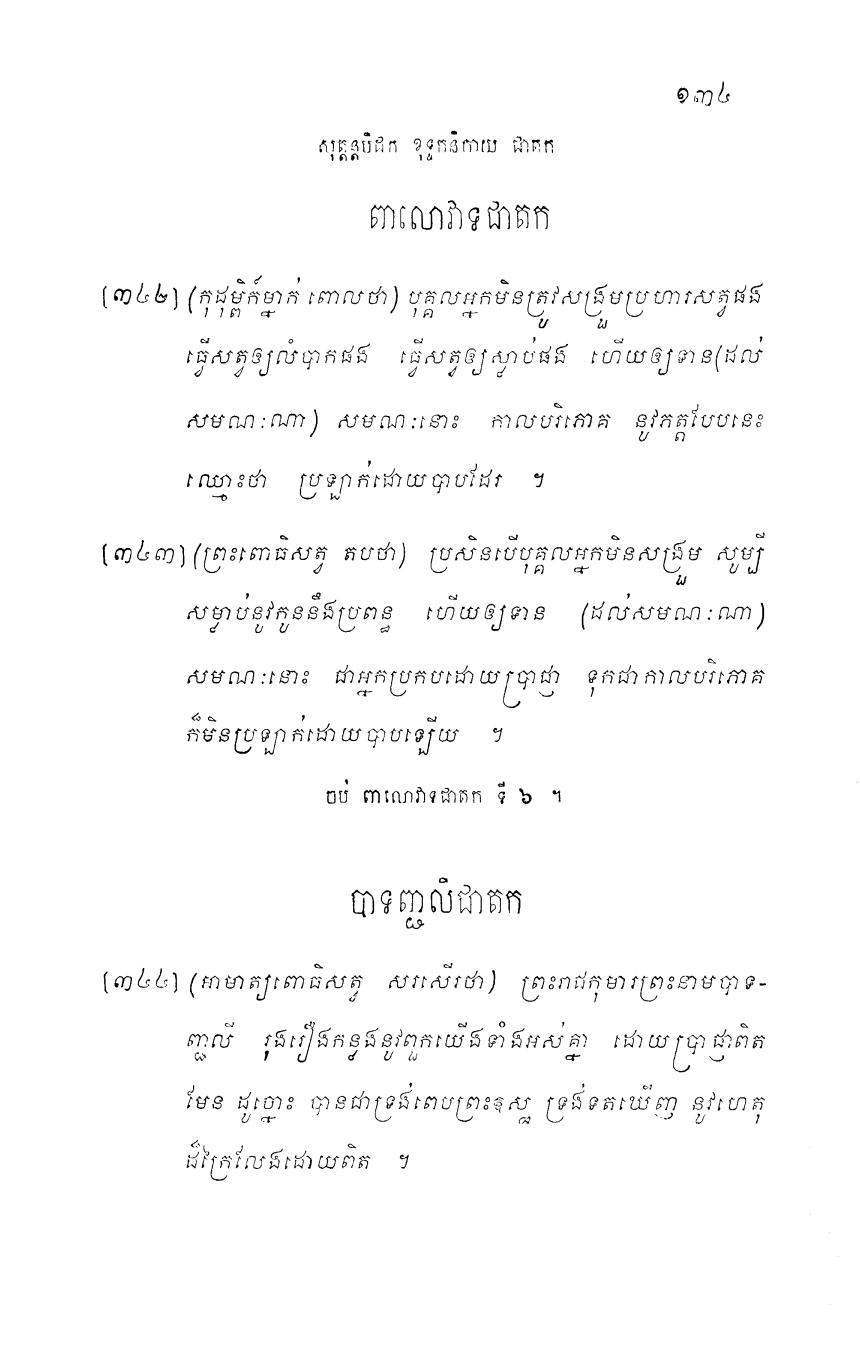 ១៣៤
សុត្តន្តបិដក ខុទ្ទកនិកាយ ជាតក
ពាលោវាទជាតក
[៣៤២] (កុដុម្ពិក៍ម្នាក់ ពោលថា) បុគ្គលអ្នកមិនត្រូវសង្រួមប្រហារសត្វផង
ធ្វើសត្វឲ្យលំបាកផង ធ្វើសត្វឲ្យស្លាប់ផង ហើយឲ្យទាន(ដល់
សមណៈណា) សមណៈនោះ កាលបរិភោគ នូវភត្តបែបនេះ
ឈ្មោះថា ប្រឡាក់ដោយបាបដែរ ។
[៣៤៣] (ព្រះពោធិសត្វ តបថា) ប្រសិនបើបុគ្គលអ្នកមិនសង្រួម សូម្បី
សម្លាប់នូវកូននឹងប្រពន្ធ ហើយឲ្យទាន (ដល់សមណៈណា)
សមណៈនោះ ជាអ្នកប្រកបដោយប្រាជ្ញា ទុកជាកាលបរិភោគ
ក៏មិនប្រឡាក់ដោយបាបឡើយ ។
ចប់ ពាលោវាទជាតក ទី ៦ ។
បាទញ្ជលិជាតក
[៣៤៤] (អាមាត្យពោធិសត្វ សរសើរថា) ព្រះរាជកុមារព្រះនាមបាទ-
ញ្ជលី រុងរឿងកន្លងនូវពួកយើងទាំងអស់គ្នា ដោយប្រាជ្ញាពិត
មែន ដូច្នោះ បានជាទ្រង់ពេបព្រះឧស្ឋ ទ្រង់ទតឃើញ នូវហេតុ
ដ៏ក្រៃលែងដោយពិត ។